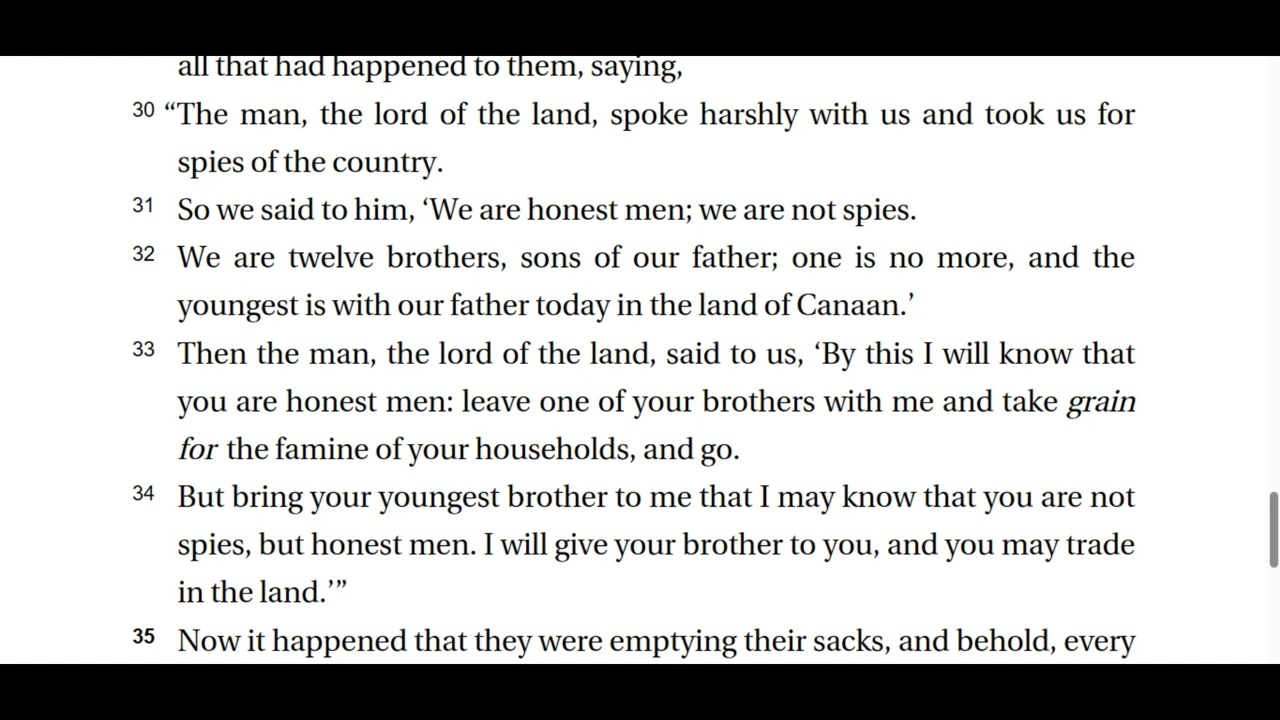 all that had happened to them, saying,
30 “The man, the lord of the land, spoke harshly with us and took us for
spies of the country.
31 So we said to him, ‘We are honest men; we are not spies.
32 We are twelve brothers, sons of our father; one is no more, and the
youngest is with our father today in the land of Canaan.’
33 Then the man, the lord of the land, said to us, ‘By this I will know that
you are honest men: leave one of your brothers with me and take grain
for the famine of your households, and go.
34 But bring your youngest brother to me that I may know that you are not
spies, but honest men. I will give your brother to you, and you may trade
in the land.’”
35 Now it happened that they were emptying their sacks, and behold, every